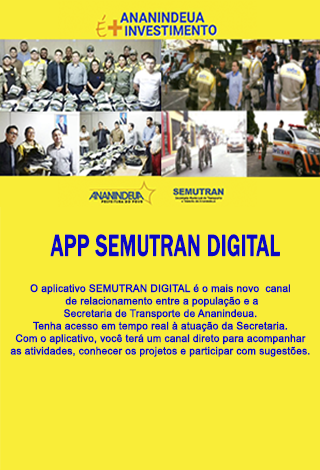 ANANINDEUA
É + INVESTIMENTO
ANANINDEUA
PREFEITURA DO POVO
SEMUTRAN
APP SEMUTRAN DIGITAL
O aplicativo SEMUTRAN DIGITAL é o mais novo canal
de relacionamento entre a população e a
Secretaria de Transporte de Ananindeua.
Tenha acesso em tempo real à atuação da Secretaria.
Com o aplicativo, você terá um canal direto para acompanhar
as atividades, conhecer os projetos e participar com sugestões.